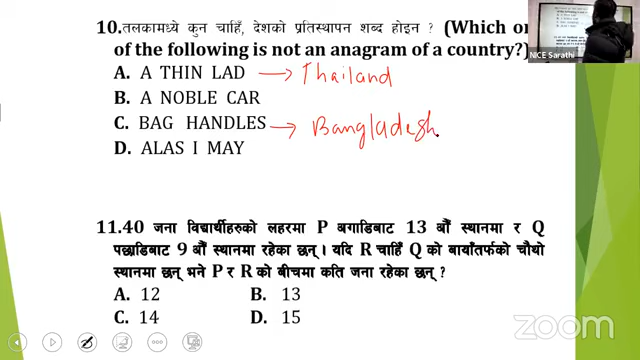 10. तलकामध्ये कुन चाहिँ, देशको प्रतिस्थापन शब्द होइन ? (Which on
of the following is not an anagram of a country?)
A. A THIN LAD → Thailand
B. A NOBLE CAR
C. BAG HANDLES → Bangladesh
D. ALAS I MAY
11.40 जना विद्यार्थीहरुको लहरमा P अगाडिबाट 13 औँ स्थानमा र Q
पछाडिबाट 9 औँ स्थानमा रहेका छन् । यदि R चाहिँ Q को बायाँतर्फको चौथो
स्थानमा छन् भने P र R को बीचमा कति जना रहेका छन् ?
A. 12 B. 13
C. 14 D. 15
NICE Sarathi
zoom